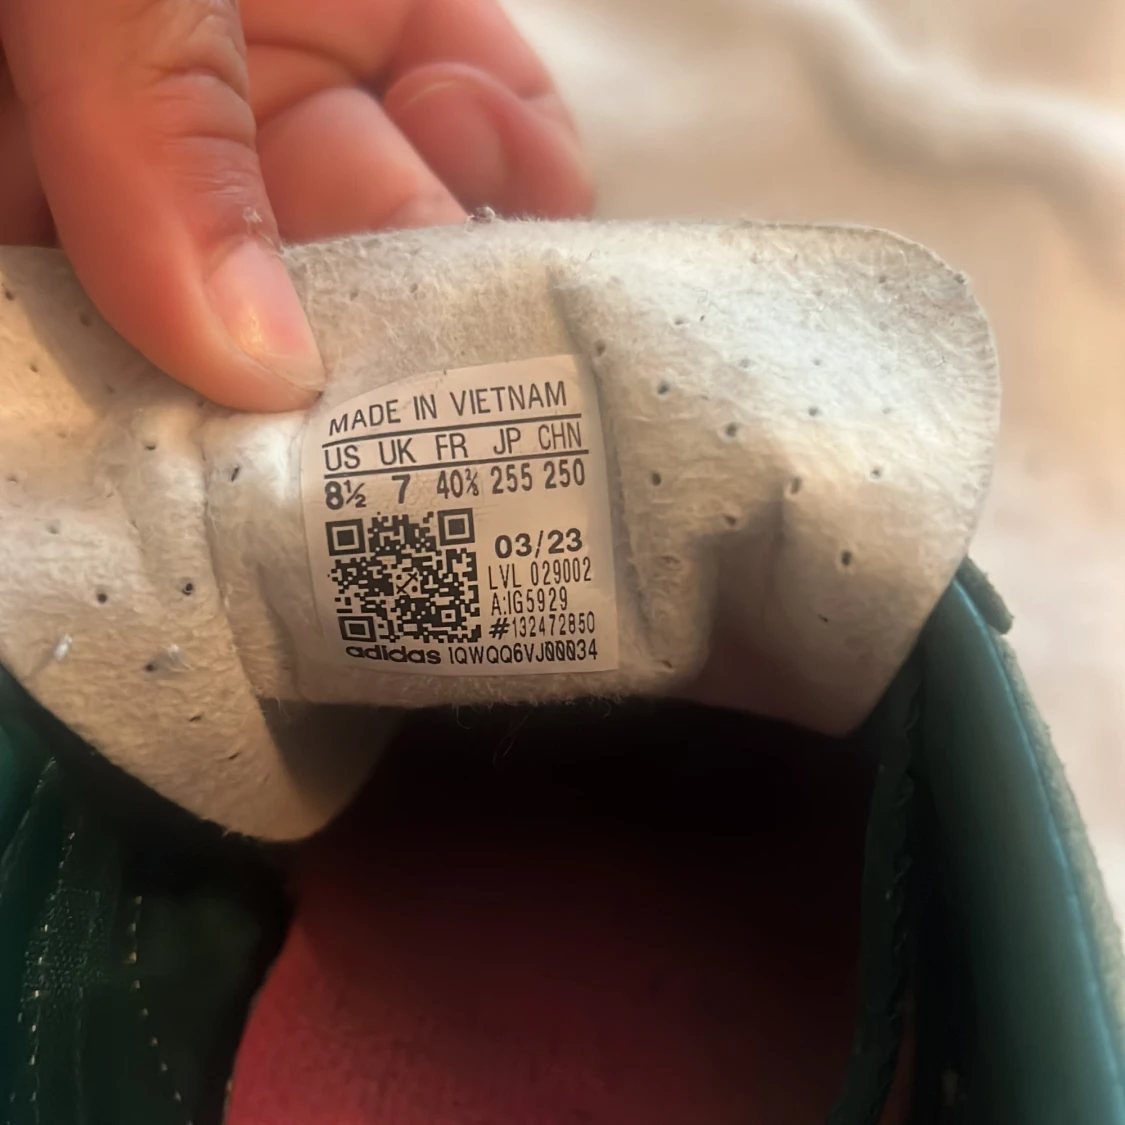 MADE IN VIETNAM
US UK FR JP CHN
8½ 7 40⅔ 255 250
03/23
LVL 029002
A:IG5929
#132472850
adidas 1QWQQ6VJ00034